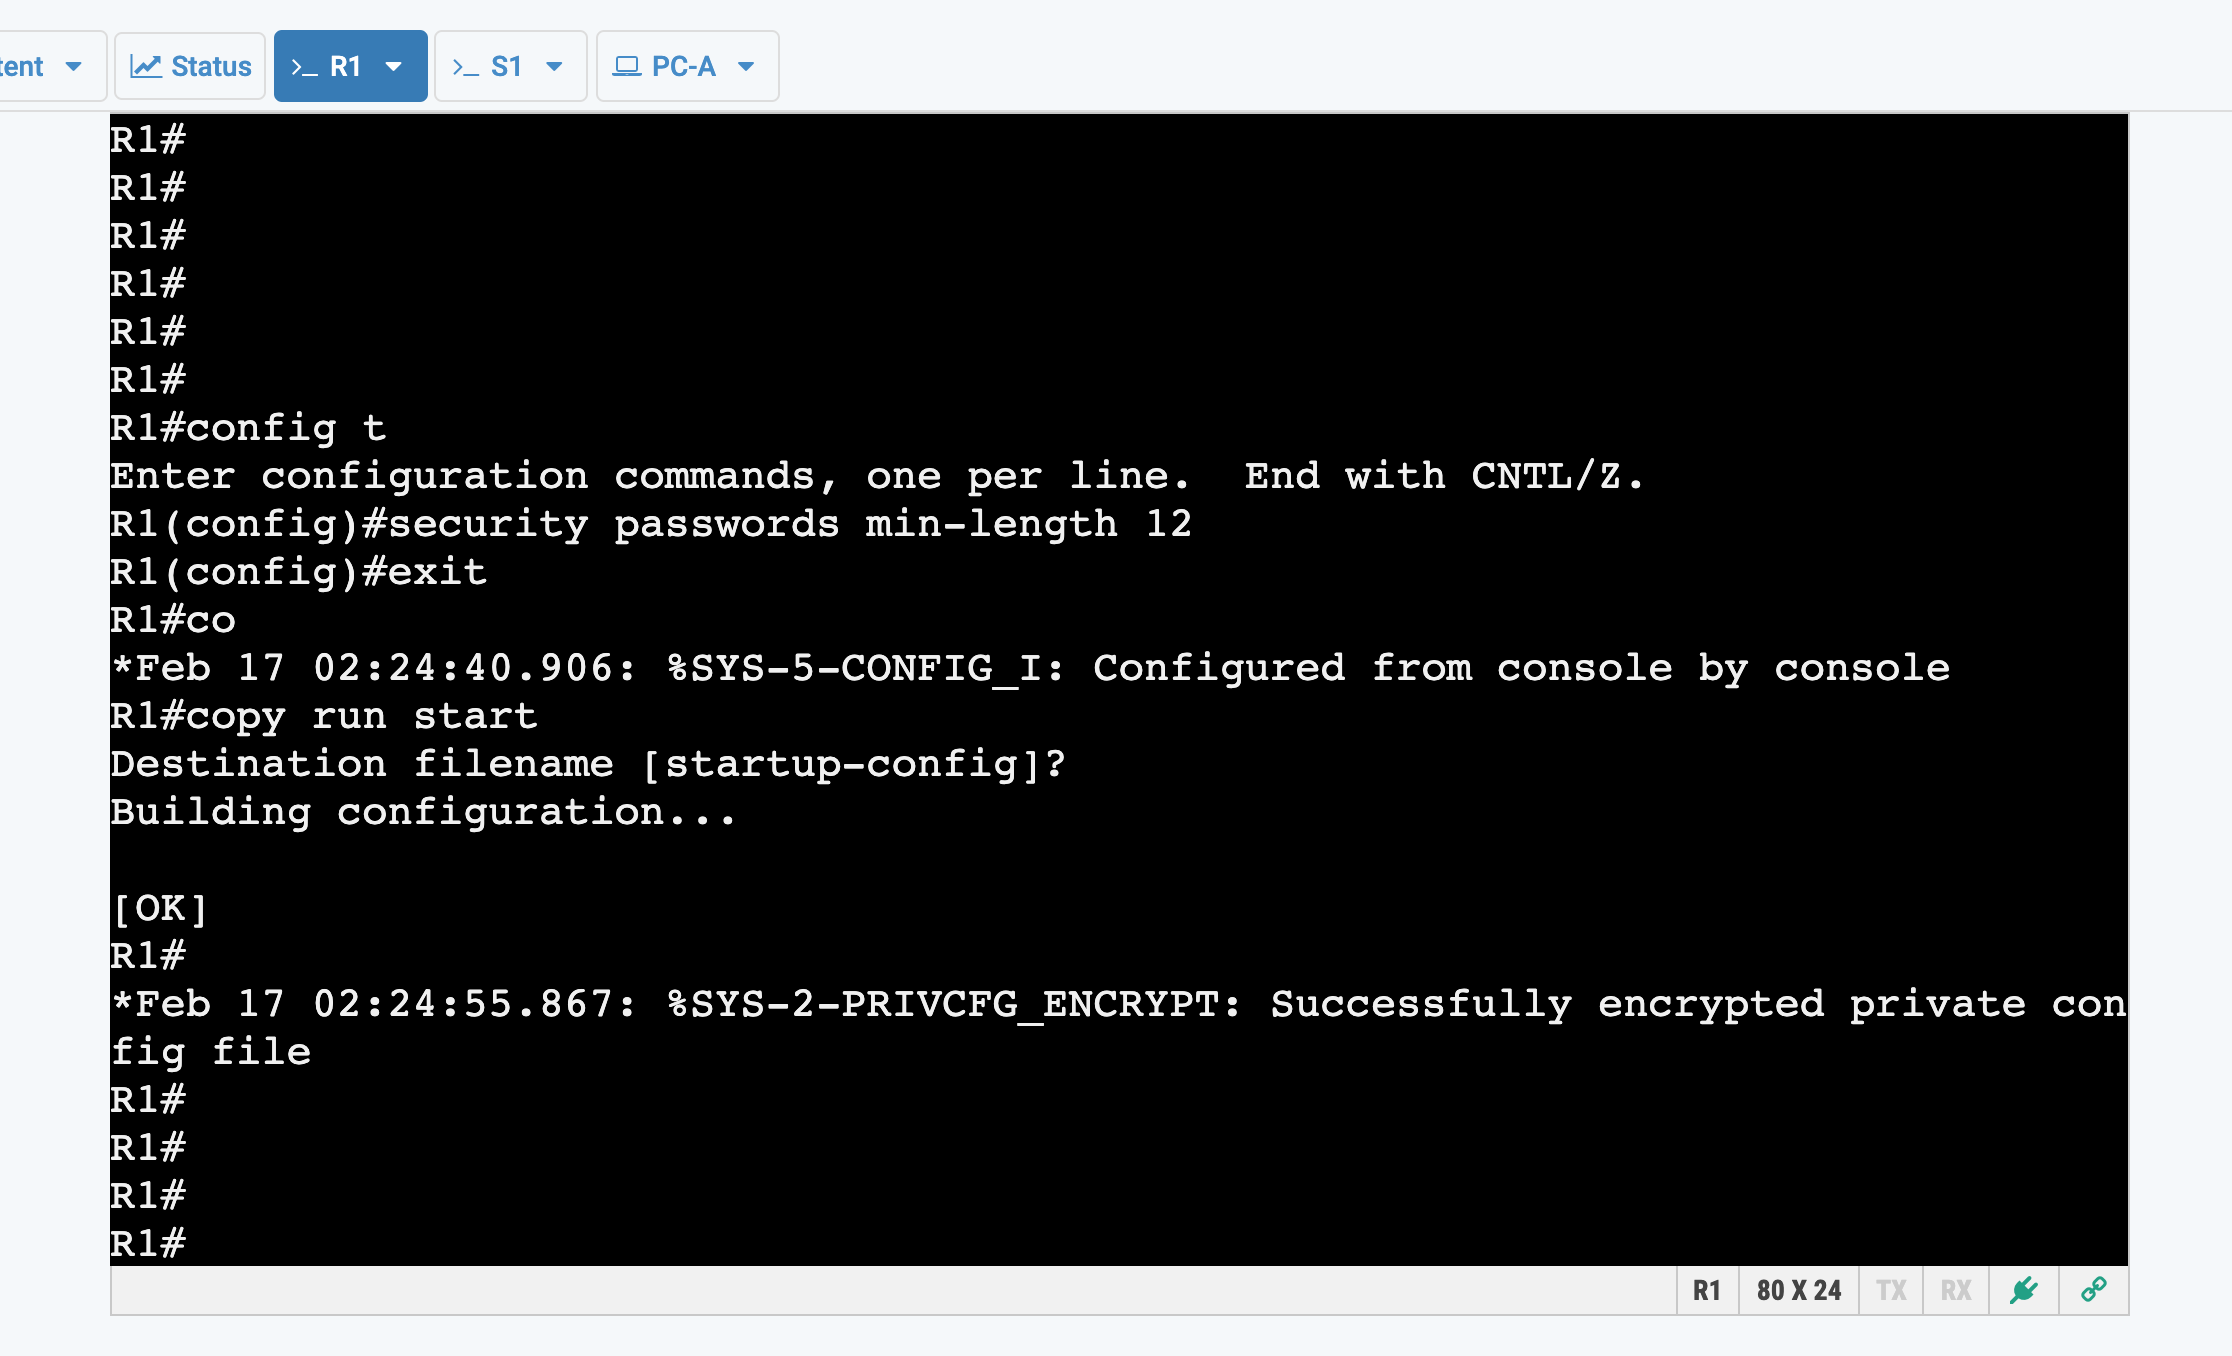 Status
R1
S1
PC-A
R1#
R1#
R1#
R1#
R1#
R1#
R1#config t
Enter configuration commands, one per line.  End with CNTL/Z.
R1(config)#security passwords min-length 12
R1(config)#exit
R1#co
*Feb 17 02:24:40.906: %SYS-5-CONFIG_I: Configured from console by console
R1#copy run start
Destination filename [startup-config]?
Building configuration...
[OK]
R1#
*Feb 17 02:24:55.867: %SYS-2-PRIVCFG_ENCRYPT: Successfully encrypted private con
fig file
R1#
R1#
R1#
R1#
R1
80 X 24
TX
RX